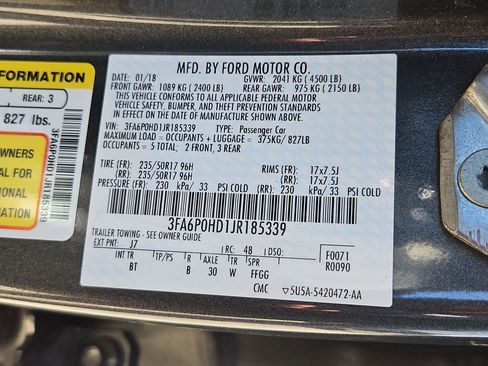 FORMATION
REAR: 3
827 lbs.
WNERS
AL FOR
TIONAL
MATION
3FA6P0HD1JR185339
MFD. BY FORD MOTOR CO.
DATE: 01/18 GVWR: 2041 KG ( 4500 LB)
FRONT GAWR: 1089 KG ( 2400 LB) REAR GAWR: 975 KG ( 2150 LB)
THIS VEHICLE CONFORMS TO ALL APPLICABLE FEDERAL MOTOR
VEHICLE SAFETY, BUMPER, AND THEFT PREVENTION STANDARDS IN
EFFECT ON THE DATE OF MANUFACTURE SHOWN ABOVE.
VIN: 3FA6P0HD1JR185339 TYPE: Passenger Car
MAXIMUM LOAD = OCCUPANTS + LUGGAGE = 375KG/ 827LB
OCCUPANTS = 5 TOTAL; 2 FRONT, 3 REAR
TIRE (FR): 235/50R17 96H RIMS (FR): 17x7.5J
(RR): 235/50R17 96H (RR): 17x7.5J
PRESSURE (FR) 230 kPa/ 33 PSI COLD (RR) 230 kPa/ 33 PSI COLD
3FA6P0HD1JR185339
TRAILER TOWING - SEE OWNER GUIDE
EXT PNT: J7 RC: 48 DSO: F0071
INT TR TP/PS R AXLE TR SPR R0090
BT B 30 W FFGG
CMC ▽5U5A-5420472-AA